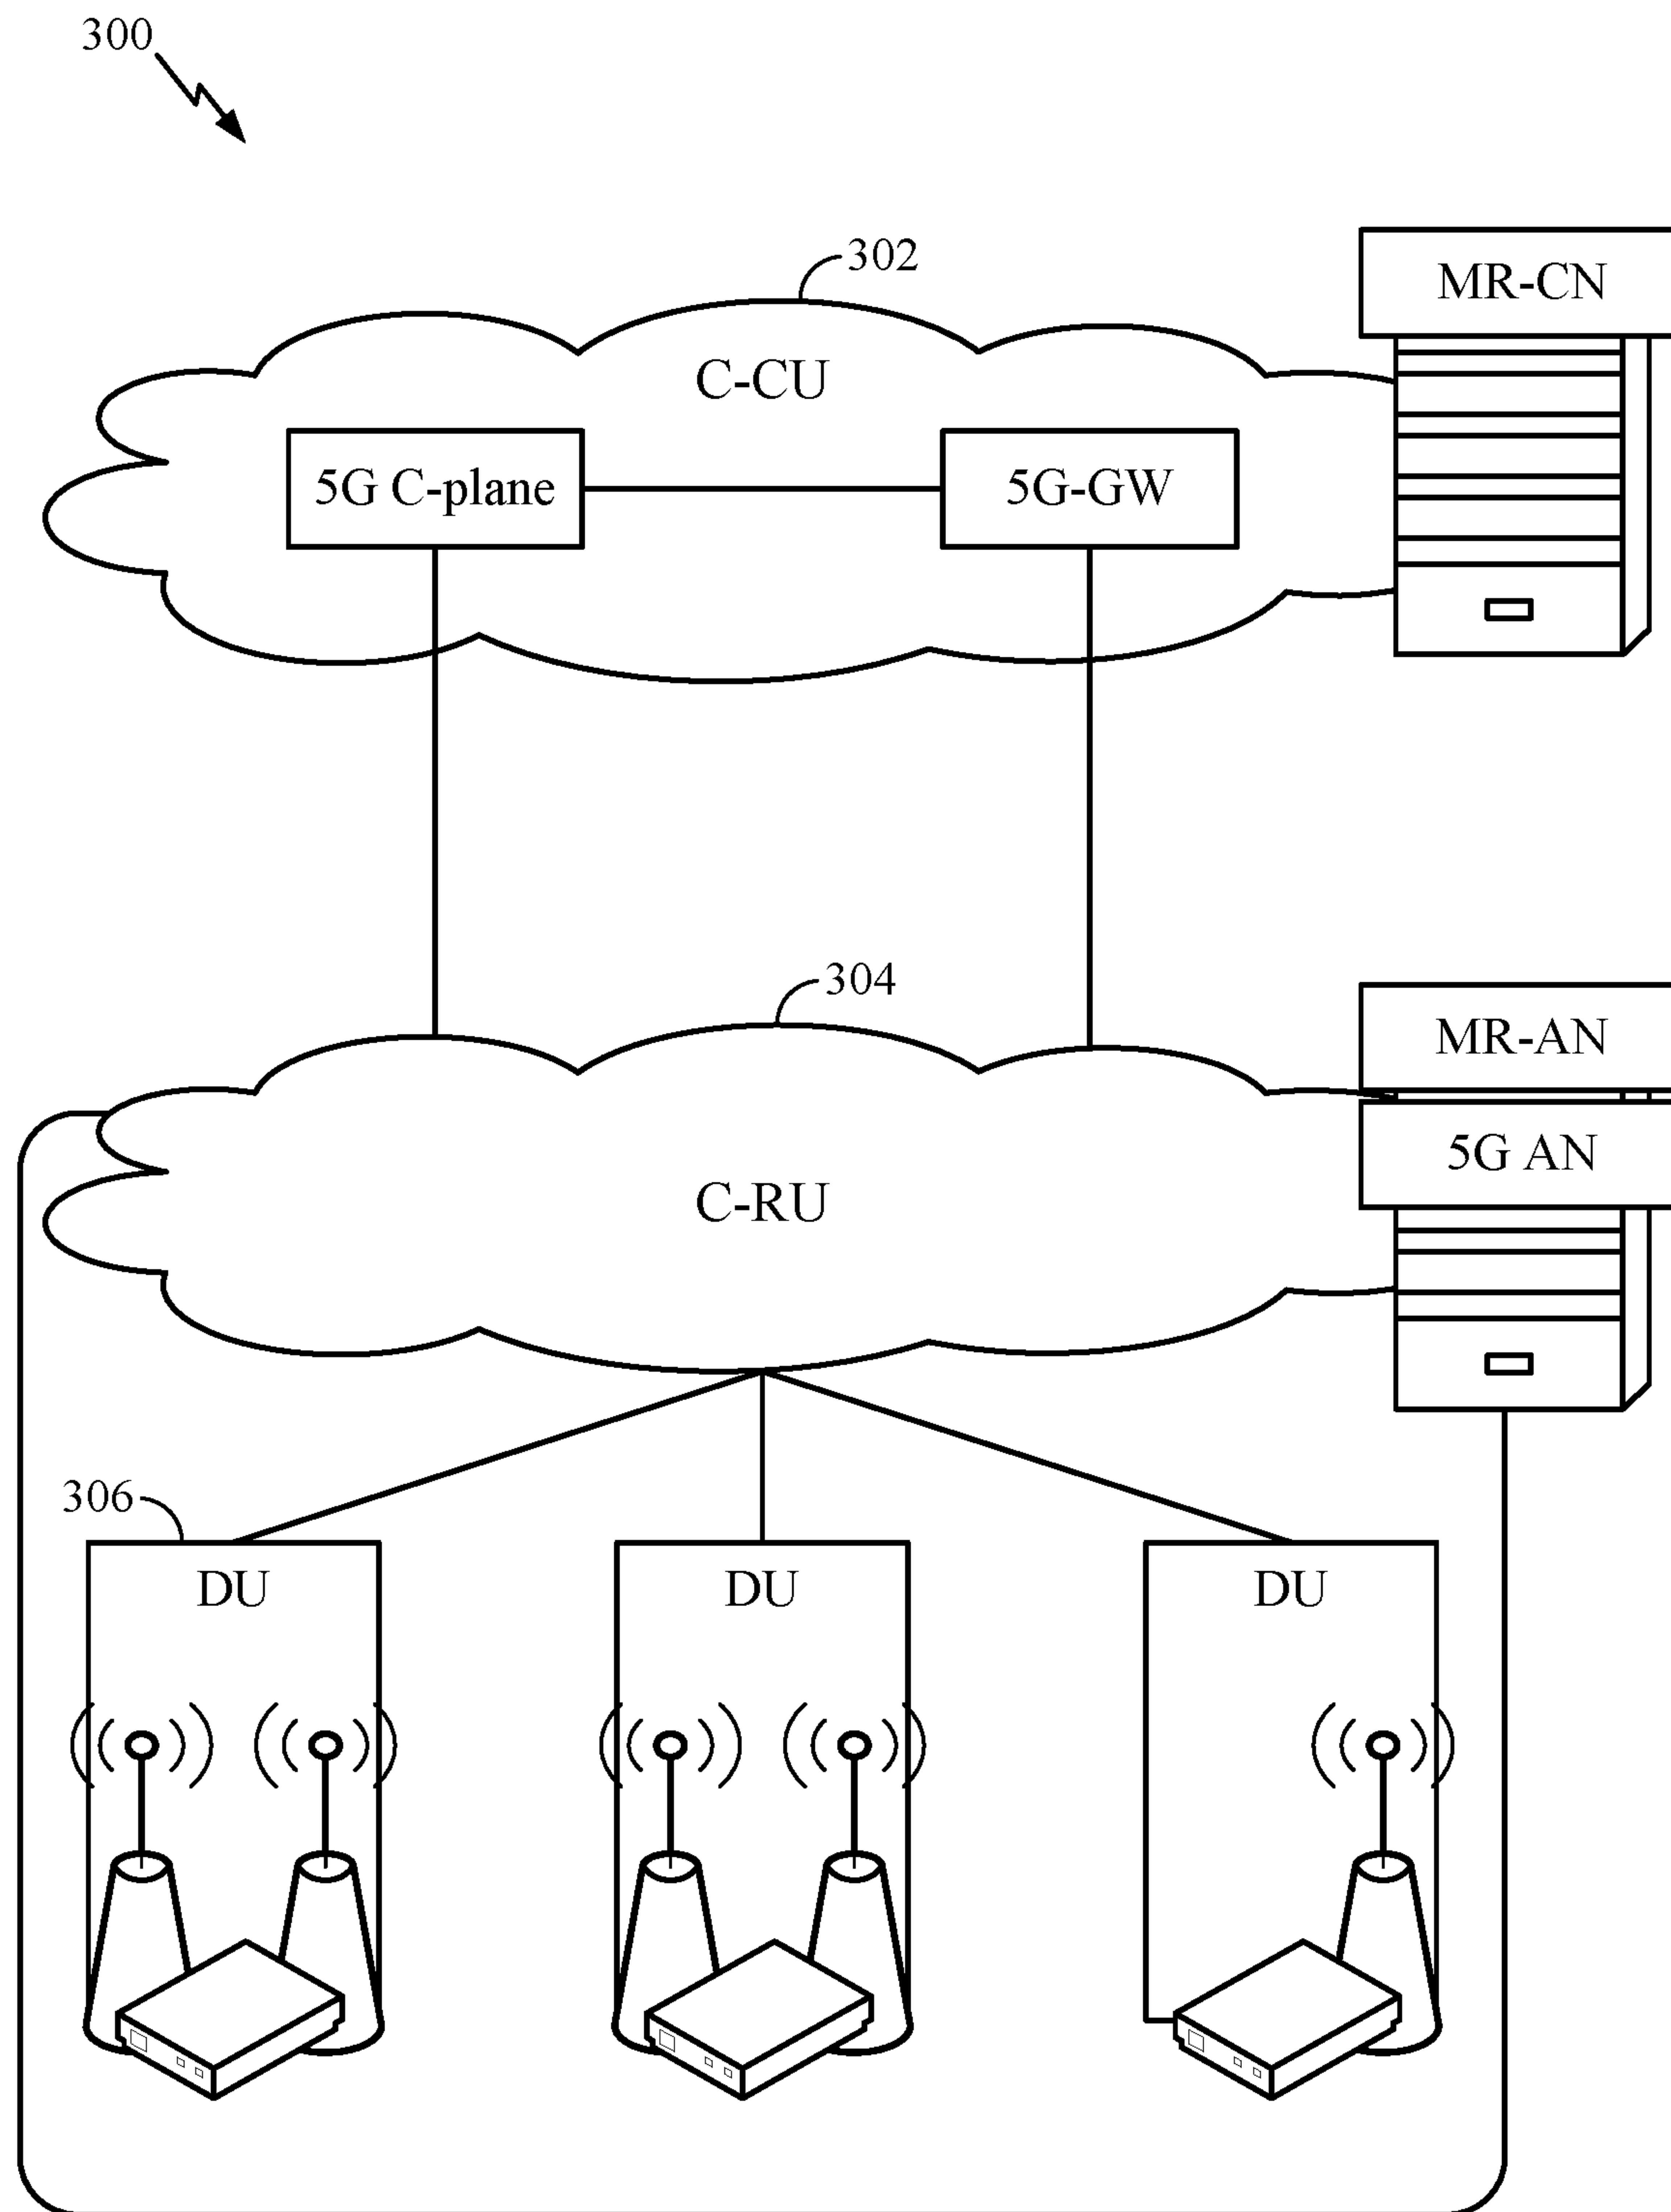 300
302
MR-CN
C-CU
5G C-plane
5G-GW
304
MR-AN
5G AN
C-RU
306
DU
DU
DU